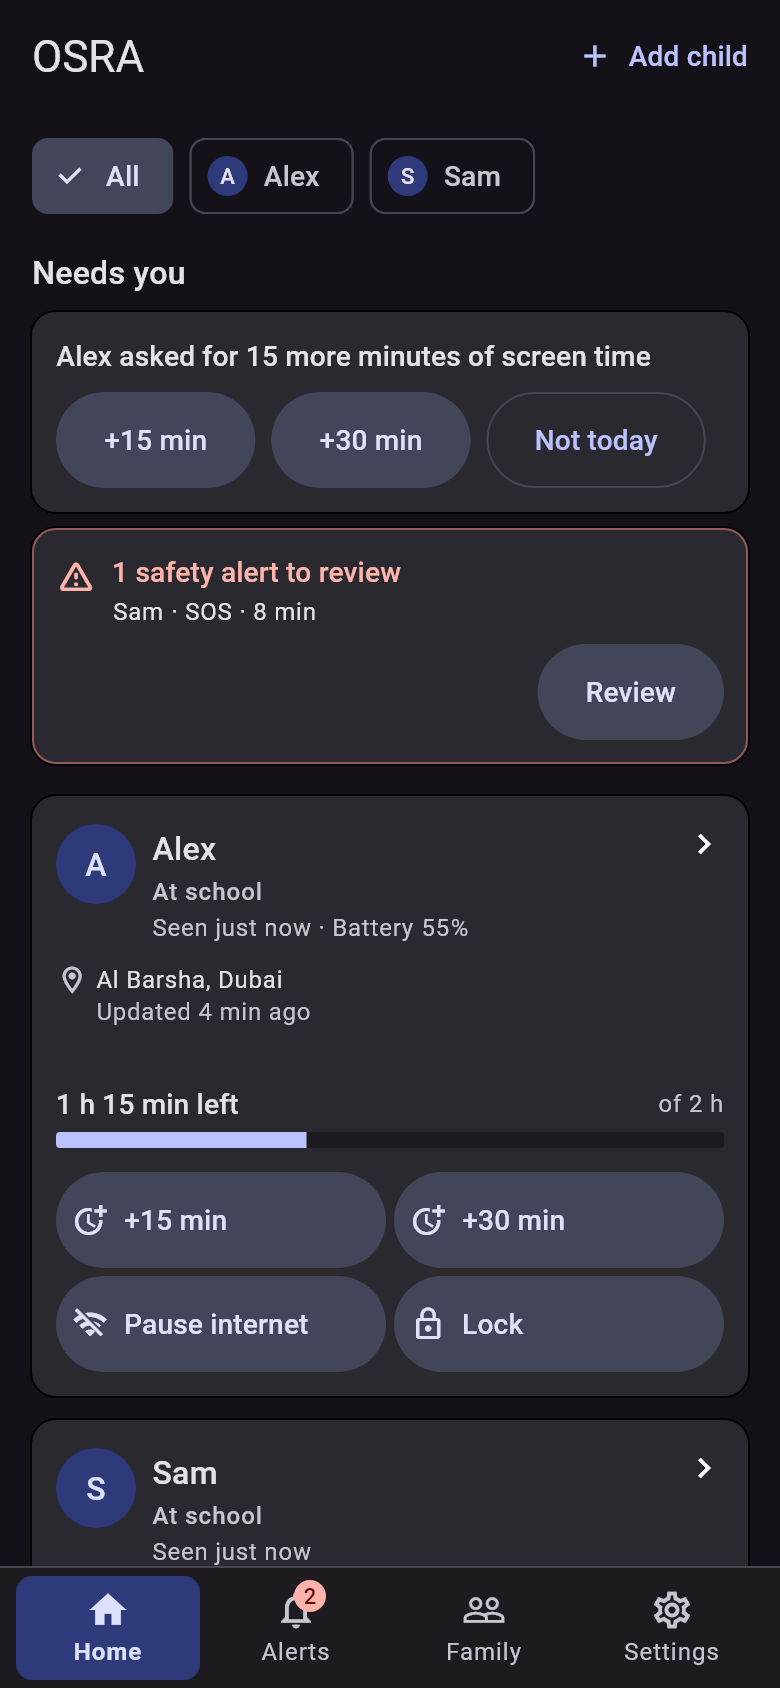 OSRA
Add child
All
A Alex
S Sam
Needs you
Alex asked for 15 more minutes of screen time
+15 min
+30 min
Not today
1 safety alert to review
Sam · SOS · 8 min
Review
A
Alex
At school
Seen just now · Battery 55%
Al Barsha, Dubai
Updated 4 min ago
1 h 15 min left
of 2 h
+15 min
+30 min
Pause internet
Lock
S
Sam
At school
Seen just now
Home
2
Alerts
Family
Settings